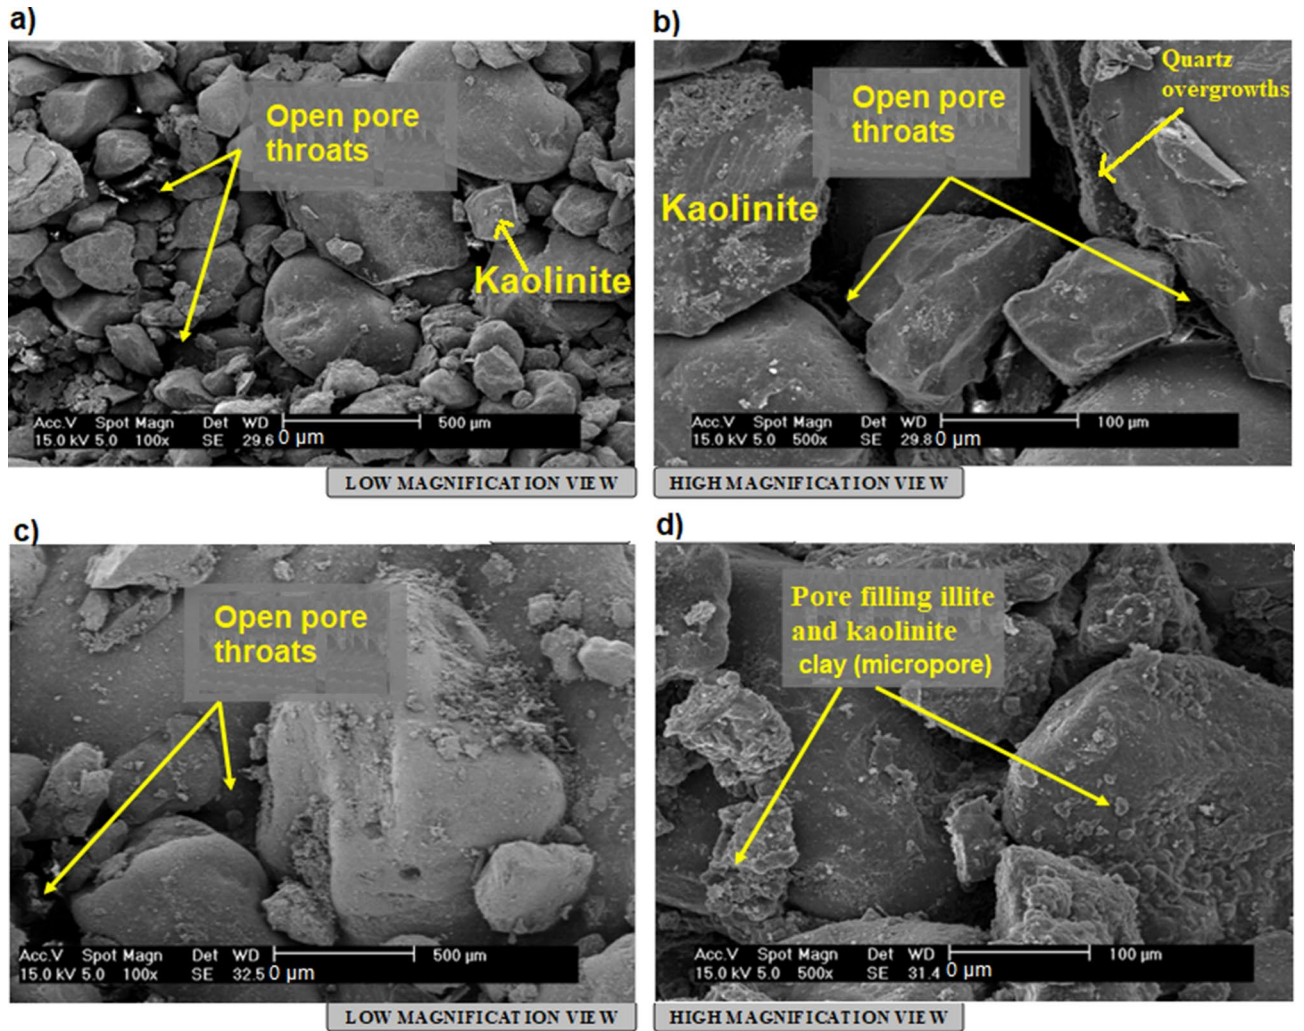 a)
Open pore
throats
Kaolinite
Acc.V Spot Magn Det WD 500 µm
15.0 kV 5.0 100x SE 29.6 0 µm
LOW MAGNIFICATION VIEW
b)
Quartz
overgrowths
Open pore
throats
Kaolinite
Acc.V Spot Magn Det WD 100 µm
15.0 kV 5.0 500x SE 29.8 0 µm
HIGH MAGNIFICATION VIEW
c)
Open pore
throats
Acc.V Spot Magn Det WD 500 µm
15.0 kV 5.0 100x SE 32.5 0 µm
LOW MAGNIFICATION VIEW
d)
Pore filling illite
and kaolinite
clay (micropore)
Acc.V Spot Magn Det WD 100 µm
15.0 kV 5.0 500x SE 31.4 0 µm
HIGH MAGNIFICATION VIEW